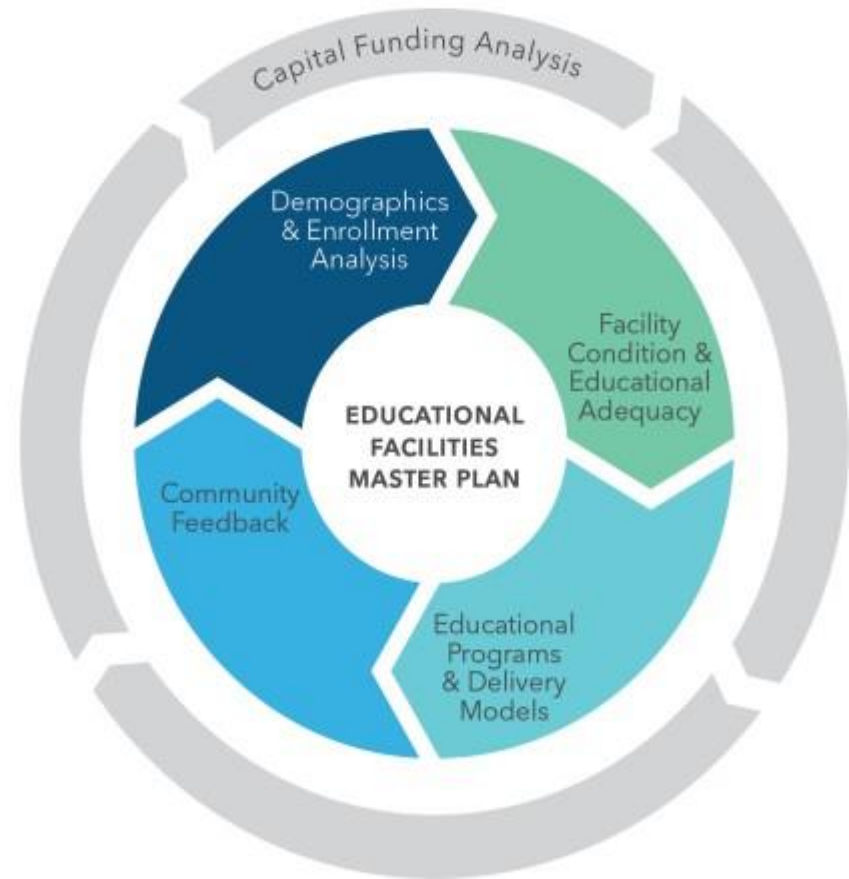 Capital Funding Analysis
Demographics
& Enrollment
Analysis
Facility
Condition &
Educational
Adequacy
EDUCATIONAL
FACILITIES
MASTER PLAN
Community
Feedback
Educational
Programs
& Delivery
Models